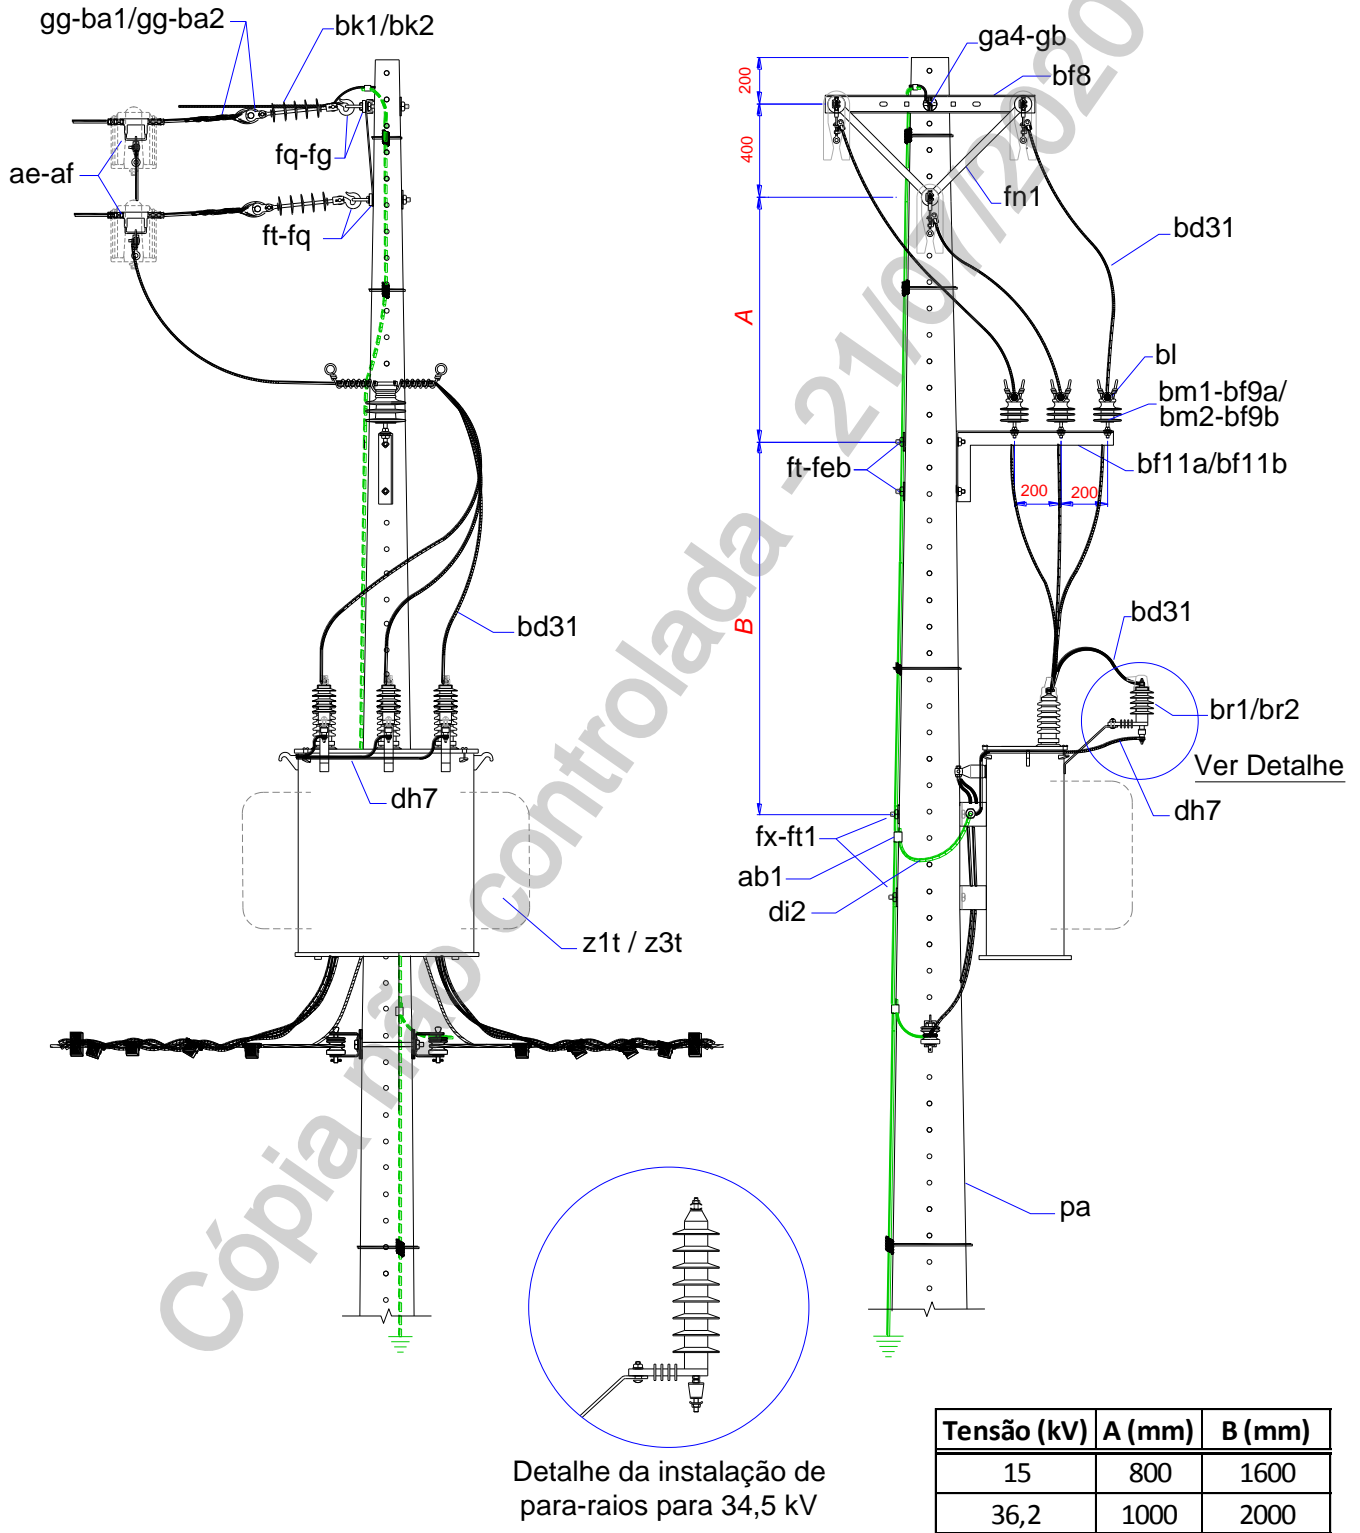 gg-ba1/gg-ba2
bk1/bk2
ga4-gb
bf8
200
400
fq-fg
ae-af
ft-fq
fn1
bd31
A
bl
bm1-bf9a/
bm2-bf9b
ft-feb
bf11a/bf11b
200
200
B
bd31
bd31
br1/br2
Ver Detalhe
dh7
dh7
fx-ft1
ab1
di2
z1t / z3t
pa
Cópia não controlada - 21/07/2020
Detalhe da instalação de
para-raios para 34,5 kV
Tensão (kV) A (mm) B (mm)
15 800 1600
36,2 1000 2000